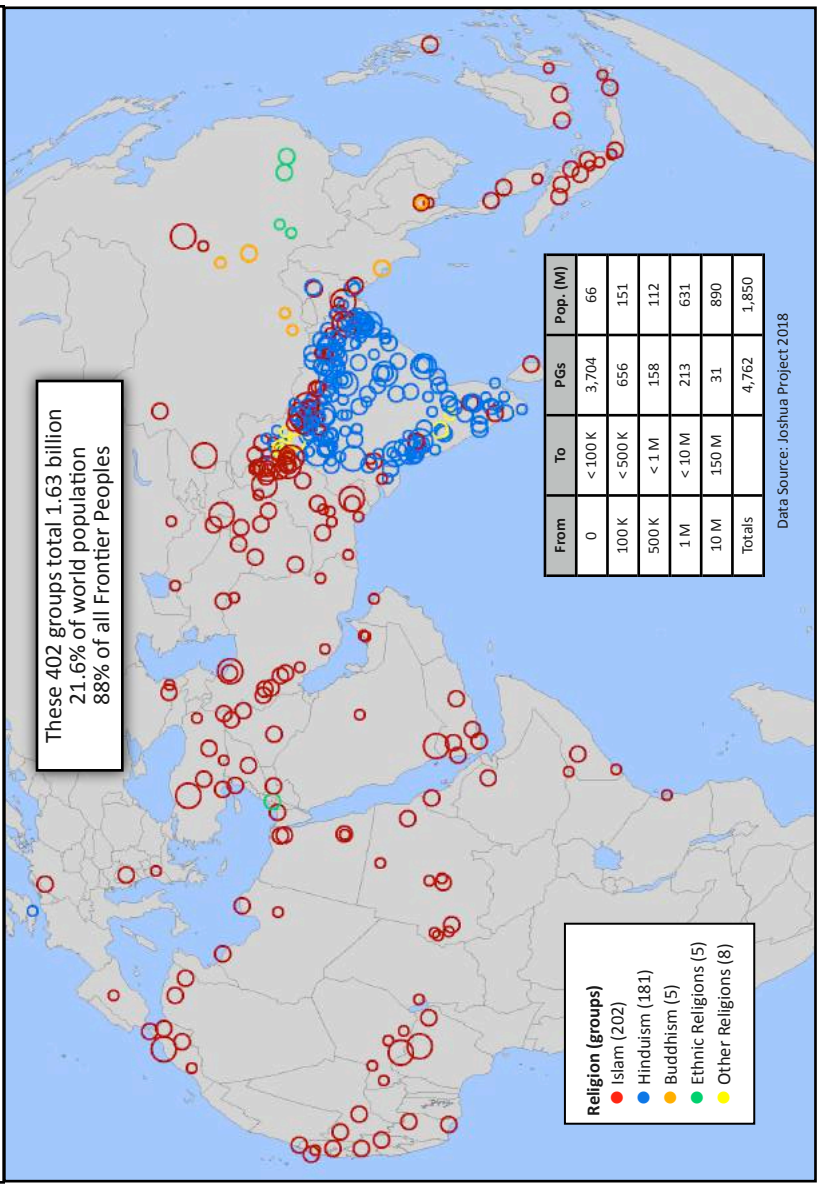 These 402 groups total 1.63 billion
21.6% of world population
88% of all Frontier Peoples
From To PGs Pop. (M)
0 < 100 K 3,704 66
100 K < 500K 656 151
500 K < 1 M 158 112
1 M < 10 M 213 631
10 M 150 M 31 890
Totals 4,762 1,850
Data Source: Joshua Project 2018
Religion (groups)
Islam (202)
Hinduism (181)
Buddhism (5)
Ethnic Religions (5)
Other Religions (8)